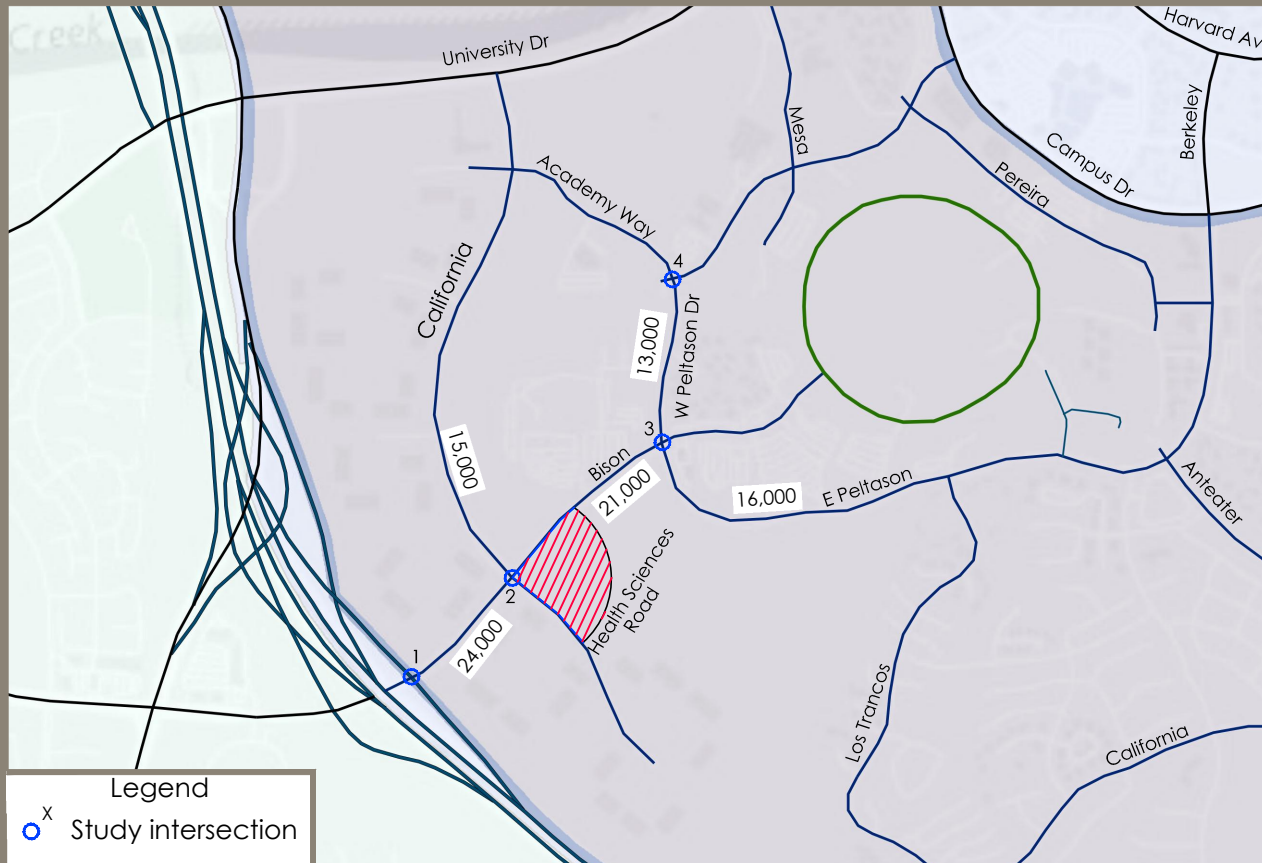 Creek
University Dr
Harvard Av
Mesa
Berkeley
Campus Dr
Academy Way
Pereira
California
4
13,000
W Peltason Dr
3
15,000
Bison
21,000
16,000
E Peltason
Anteater
Health Sciences
Road
2
24,000
1
Los Trancos
California
Legend
X
Study intersection